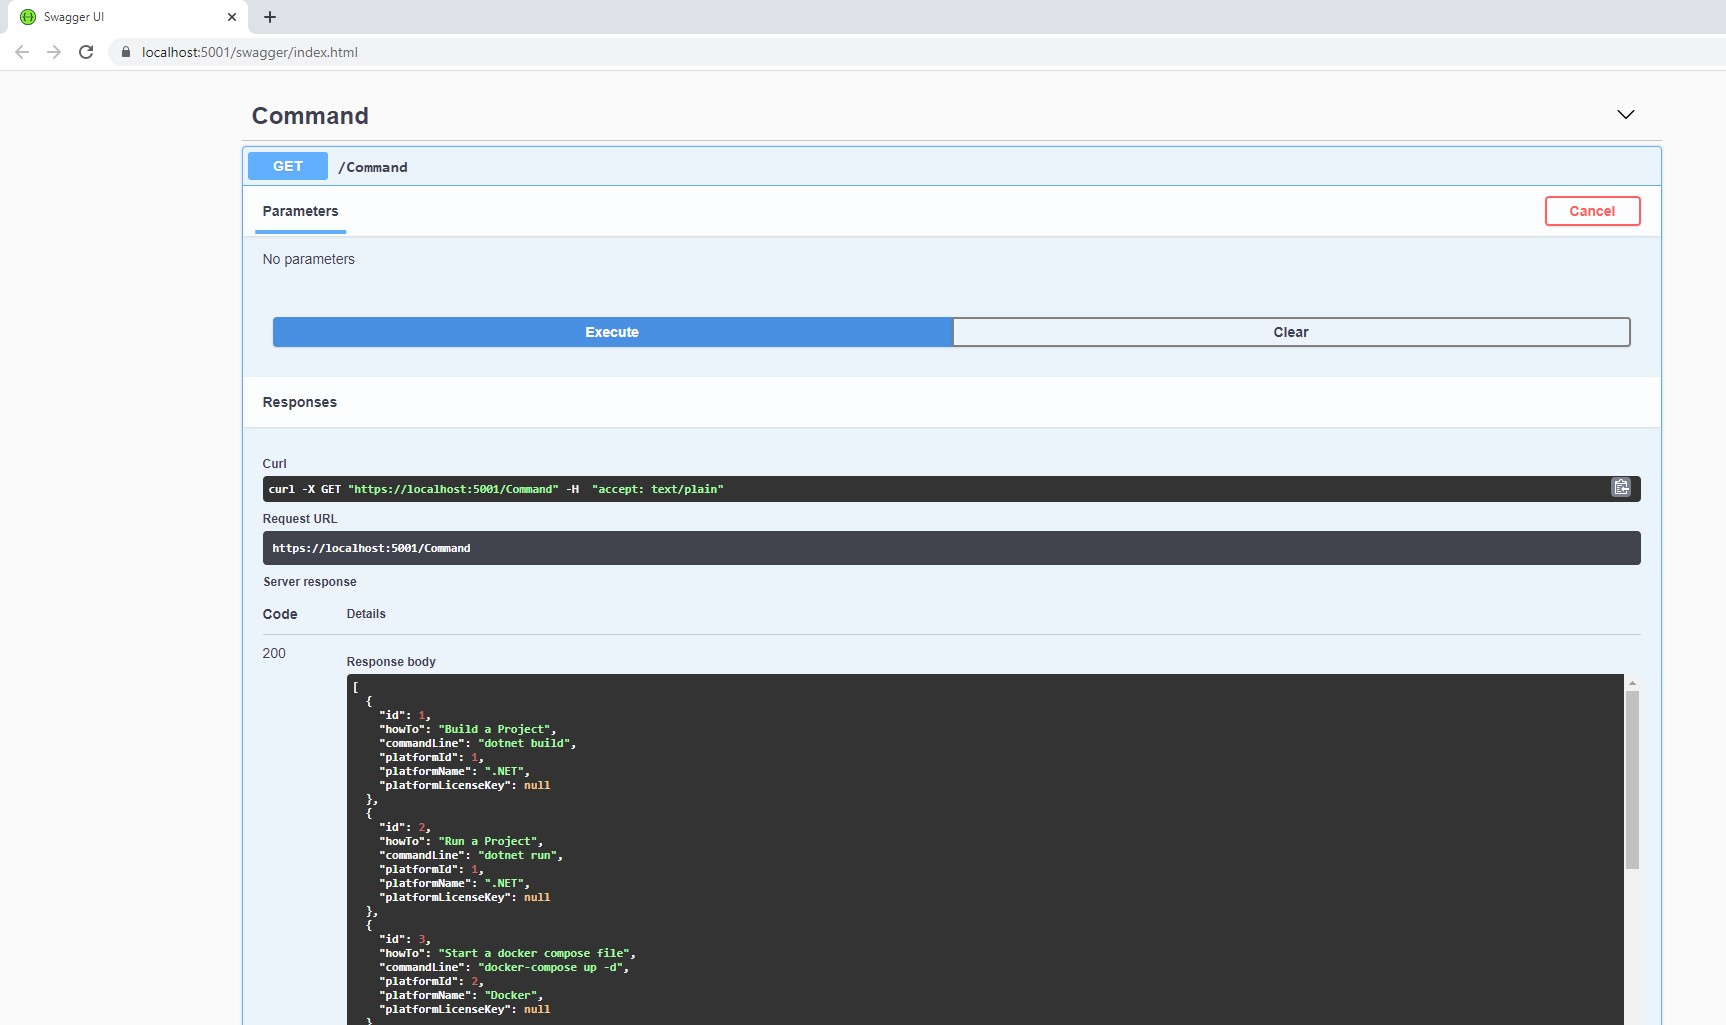 Swagger UI
localhost:5001/swagger/index.html
Command
GET /Command
Parameters
Cancel
No parameters
Execute
Clear
Responses
Curl
curl -X GET "https://localhost:5001/Command" -H  "accept: text/plain"
Request URL
https://localhost:5001/Command
Server response
Code Details
200
Response body
[
  {
    "id": 1,
    "howTo": "Build a Project",
    "commandLine": "dotnet build",
    "platformId": 1,
    "platformName": ".NET",
    "platformLicenseKey": null
  },
  {
    "id": 2,
    "howTo": "Run a Project",
    "commandLine": "dotnet run",
    "platformId": 1,
    "platformName": ".NET",
    "platformLicenseKey": null
  },
  {
    "id": 3,
    "howTo": "Start a docker compose file",
    "commandLine": "docker-compose up -d",
    "platformId": 2,
    "platformName": "Docker",
    "platformLicenseKey": null
  }